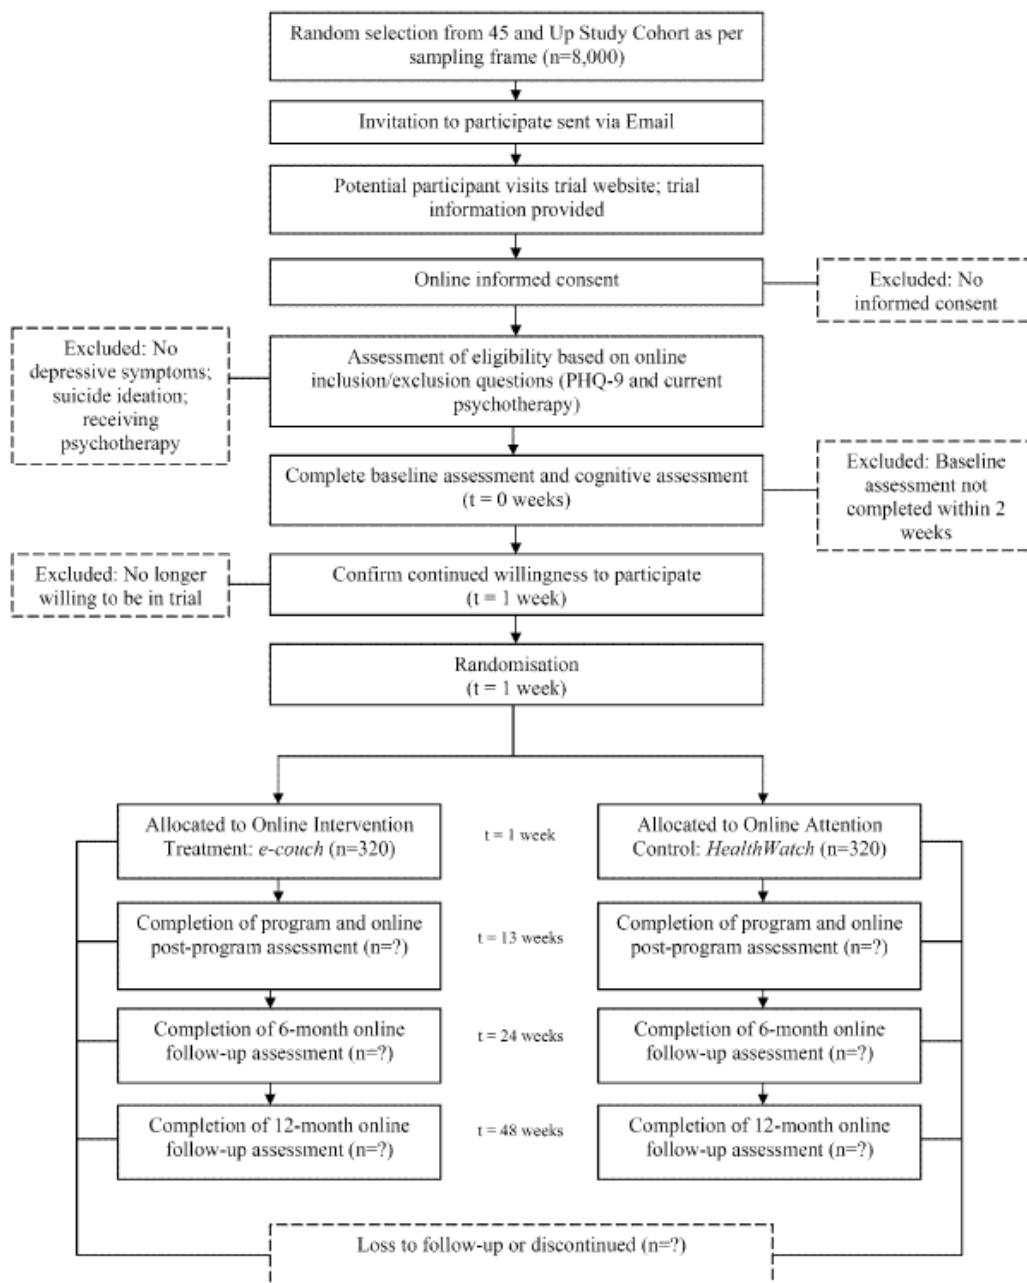 Random selection from 45 and Up Study Cohort as per
sampling frame (n=8,000)
Invitation to participate sent via Email
Potential participant visits trial website; trial
information provided
Online informed consent
Excluded: No
informed consent
Excluded: No
depressive symptoms;
suicide ideation;
receiving
psychotherapy
Assessment of eligibility based on online
inclusion/exclusion questions (PHQ-9 and current
psychotherapy)
Complete baseline assessment and cognitive assessment
(t = 0 weeks)
Excluded: Baseline
assessment not
completed within 2
weeks
Excluded: No longer
willing to be in trial
Confirm continued willingness to participate
(t = 1 week)
Randomisation
(t = 1 week)
Allocated to Online Intervention
Treatment: e-couch (n=320)
t = 1 week
Allocated to Online Attention
Control: HealthWatch (n=320)
Completion of program and online
post-program assessment (n=?)
t = 13 weeks
Completion of program and online
post-program assessment (n=?)
Completion of 6-month online
follow-up assessment (n=?)
t = 24 weeks
Completion of 6-month online
follow-up assessment (n=?)
Completion of 12-month online
follow-up assessment (n=?)
t = 48 weeks
Completion of 12-month online
follow-up assessment (n=?)
Loss to follow-up or discontinued (n=?)